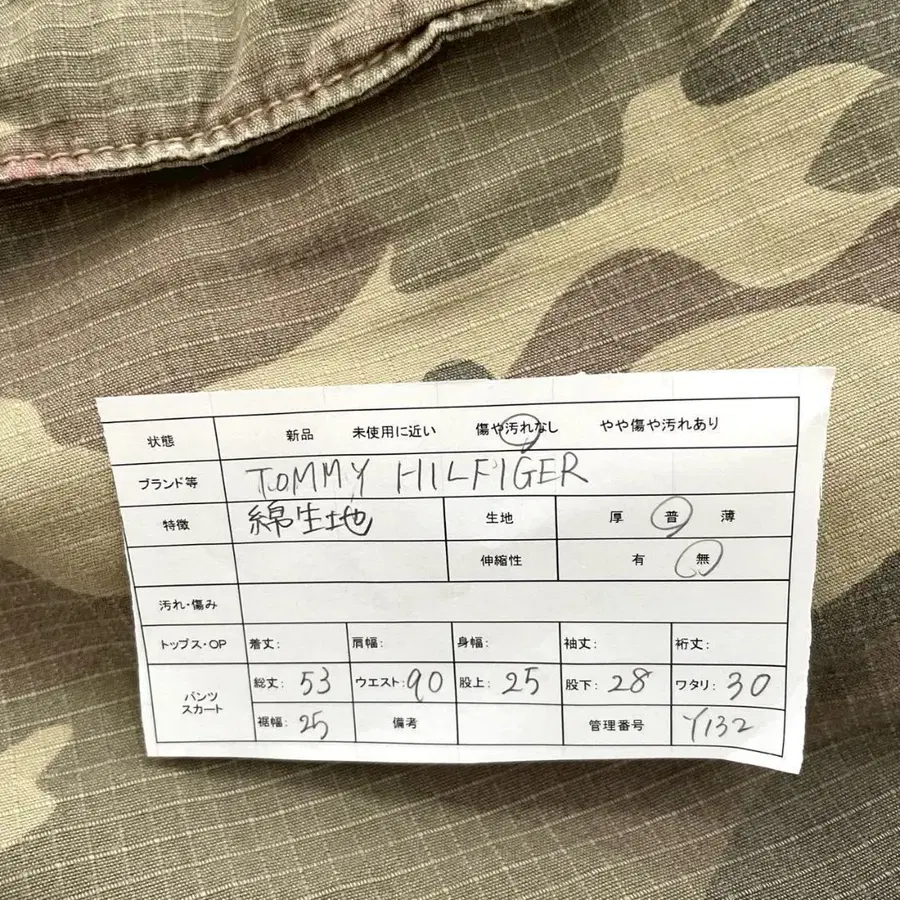 状態 新品 未使用に近い 傷や汚れなし やや傷や汚れあり
ブランド等 TOMMY HILFIGER
特徴 綿生地 生地 厚 普 薄
伸縮性 有 無
汚れ・傷み
トップス・OP 着丈: 肩幅: 身幅: 袖丈: 裄丈:
パンツ スカート 総丈: 53 ウエスト: 90 股上: 25 股下: 28 ワタリ: 30
裾幅: 25 備考 管理番号 Y132